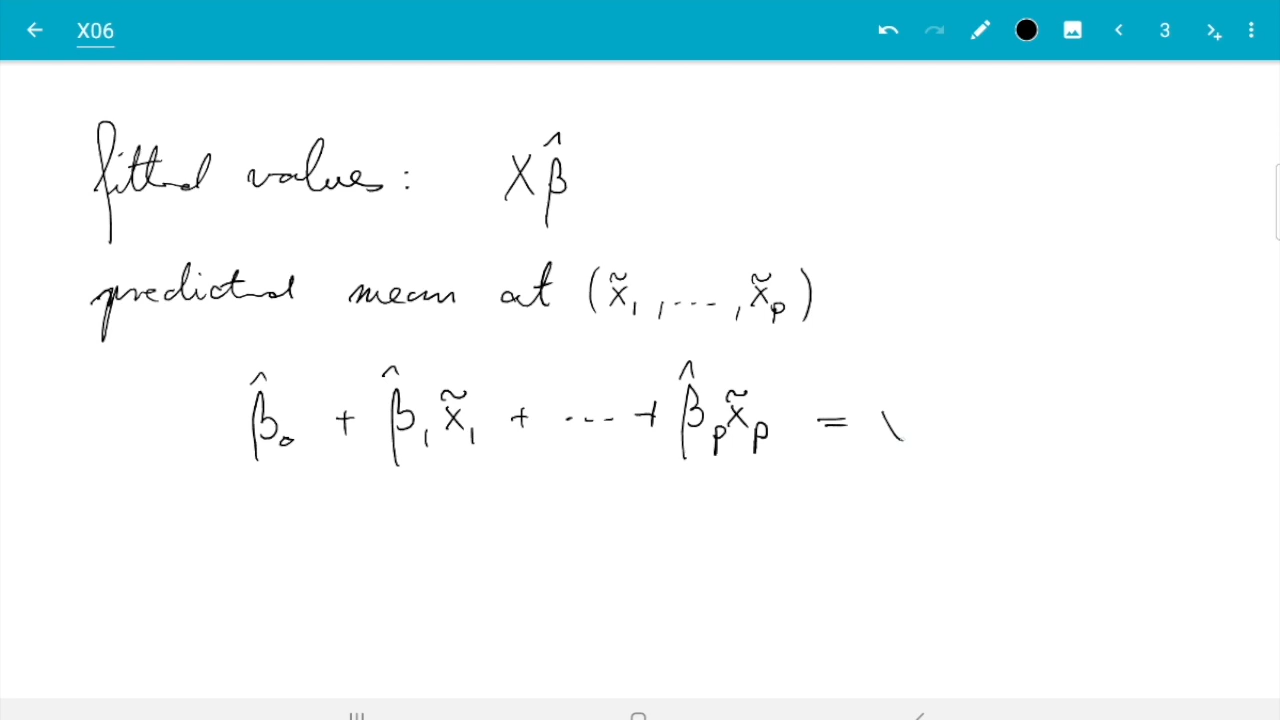 X06
3
fitted values: Xβ̂
predicted mean at (x̃₁, ..., x̃ₚ)
β̂₀ + β̂₁x̃₁ + ... + β̂ₚx̃ₚ = \